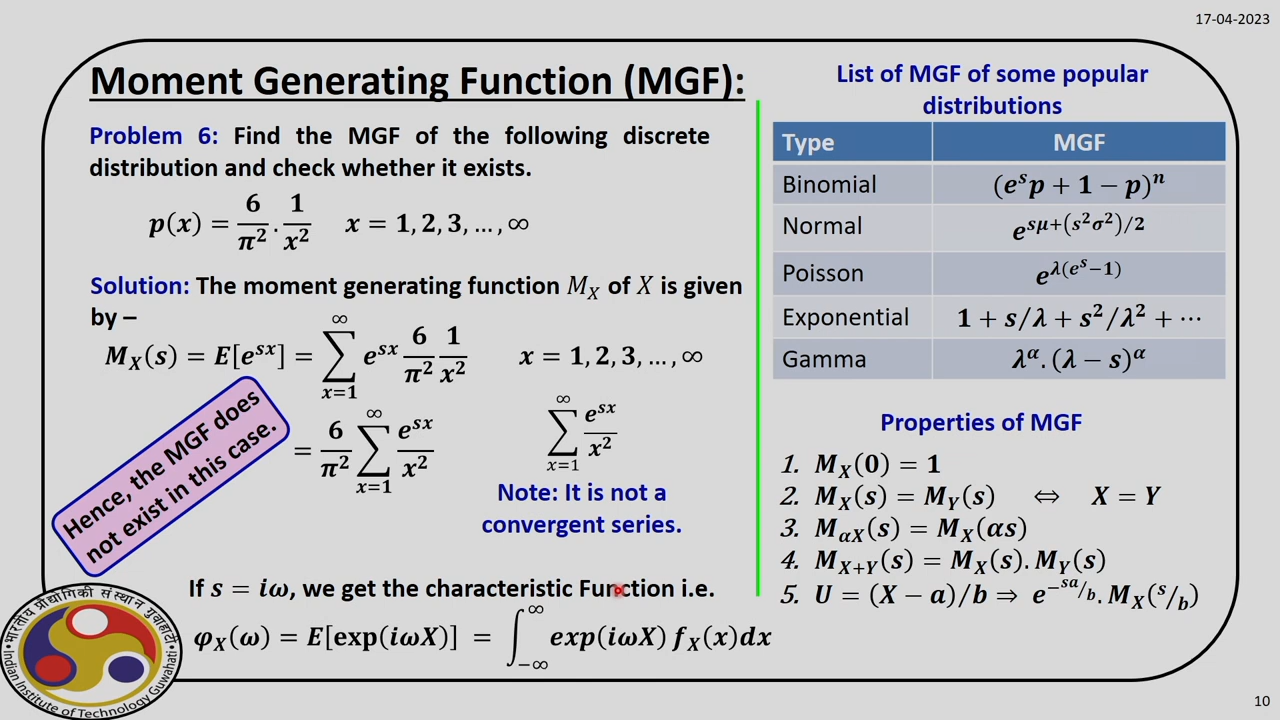 17-04-2023
Moment Generating Function (MGF):
Problem 6: Find the MGF of the following discrete
distribution and check whether it exists.
p(x) = 6/π² . 1/x²   x = 1, 2, 3, … , ∞
Solution: The moment generating function M_X of X is given
by –
M_X(s) = E[e^{sx}] = ∑_{x=1}^{∞} e^{sx} 6/π² 1/x²   x = 1, 2, 3, … , ∞
= 6/π² ∑_{x=1}^{∞} e^{sx}/x²   ∑_{x=1}^{∞} e^{sx}/x²
Hence, the MGF does
not exist in this case.
Note: It is not a
convergent series.
If s = iω, we get the characteristic Function i.e.
φ_X(ω) = E[exp(iωX)] = ∫_{-∞}^{∞} exp(iωX) f_X(x)dx
List of MGF of some popular
distributions
Type   MGF
Binomial   (e^s p + 1 − p)^n
Normal   e^{sμ+(s²σ²)/2}
Poisson   e^{λ(e^s−1)}
Exponential   1 + s/λ + s²/λ² + ⋯
Gamma   λ^α. (λ − s)^α
Properties of MGF
1. M_X(0) = 1
2. M_X(s) = M_Y(s)   ⇔   X = Y
3. M_{αX}(s) = M_X(αs)
4. M_{X+Y}(s) = M_X(s). M_Y(s)
5. U = (X − a)/b ⇒ e^{−sa/b}. M_X(s/b)
भारतीय प्रौद्योगिकी संस्थान गुवाहाटी
Indian Institute of Technology Guwahati
10